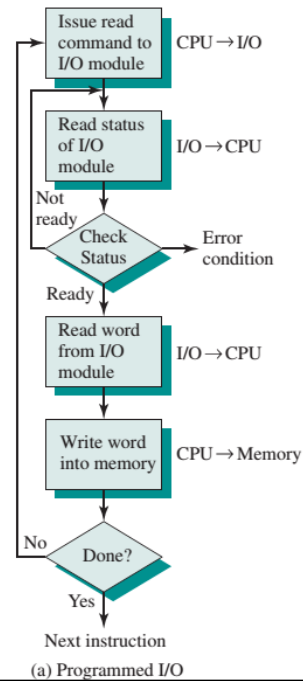 Issue read
command to
I/O module
CPU → I/O
Read status
of I/O
module
I/O → CPU
Not
ready
Check
Status
Error
condition
Ready
Read word
from I/O
module
I/O → CPU
Write word
into memory
CPU → Memory
No
Done?
Yes
Next instruction
(a) Programmed I/O